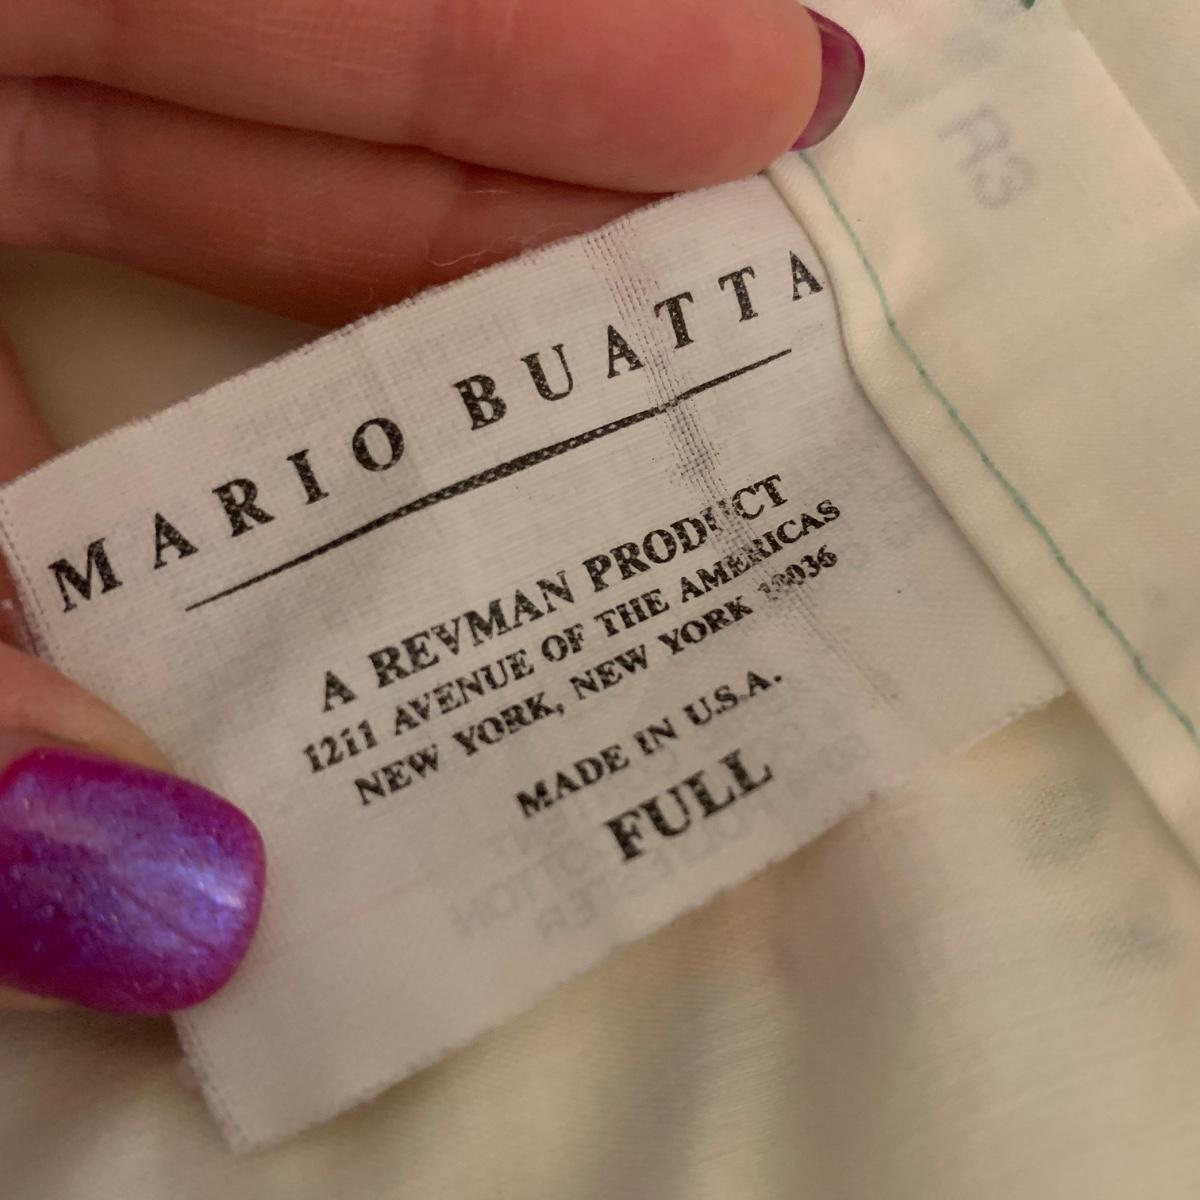 MARIO BUATTA
A REVMAN PRODUCT
1211 AVENUE OF THE AMERICAS
NEW YORK, NEW YORK 10036
MADE IN U.S.A.
FULL